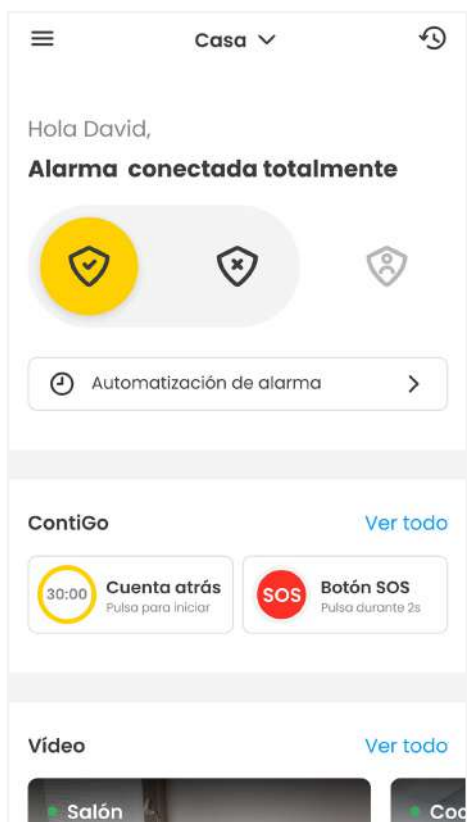 Casa
Hola David,
Alarma conectada totalmente
Automatización de alarma
ContiGo
Ver todo
30:00
Cuenta atrás
Pulsa para iniciar
SOS
Botón SOS
Pulsa durante 2s
Vídeo
Ver todo
Salón
Coc